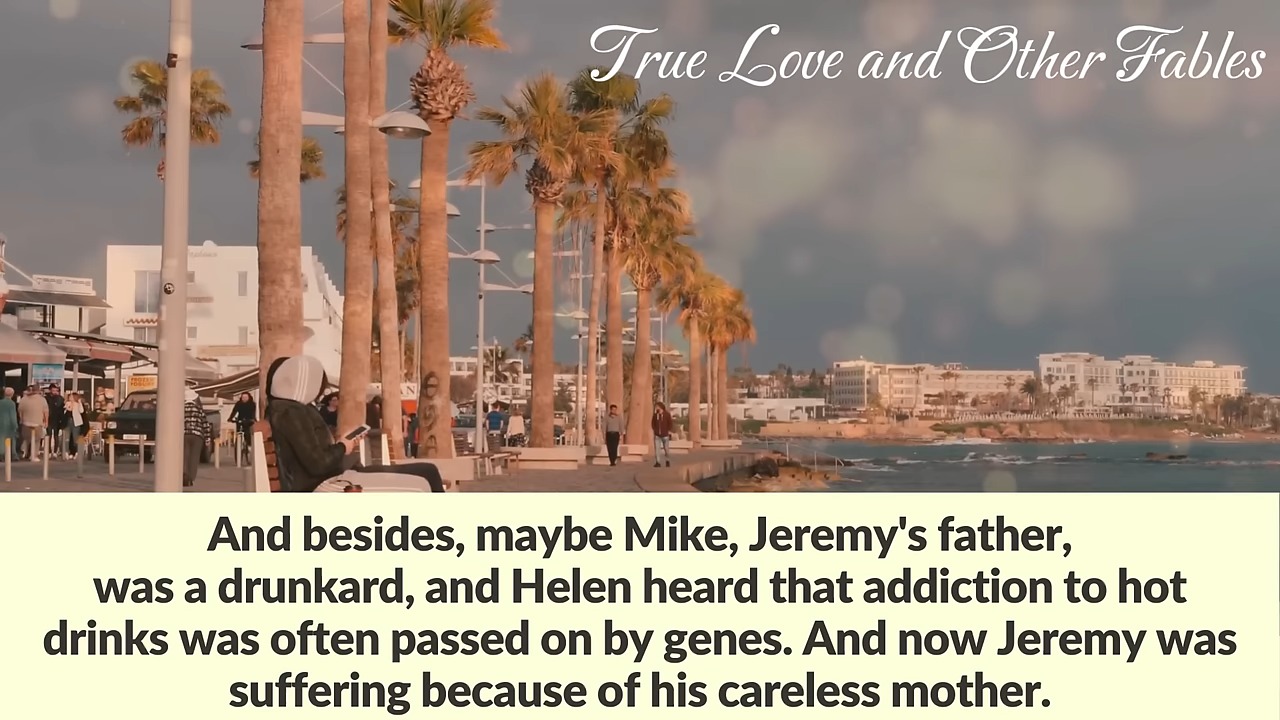 True Love and Other Fables
And besides, maybe Mike, Jeremy's father,
was a drunkard, and Helen heard that addiction to hot
drinks was often passed on by genes. And now Jeremy was
suffering because of his careless mother.